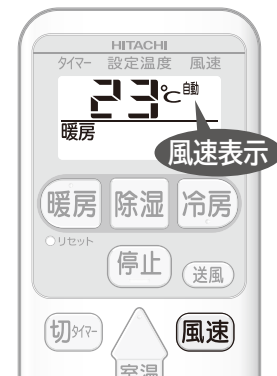 HITACHI
タイマー 設定温度 風速
23℃ 自動
暖房
風速表示
暖房 除湿 冷房
リセット
停止 送風
切タイマー 風速
室温